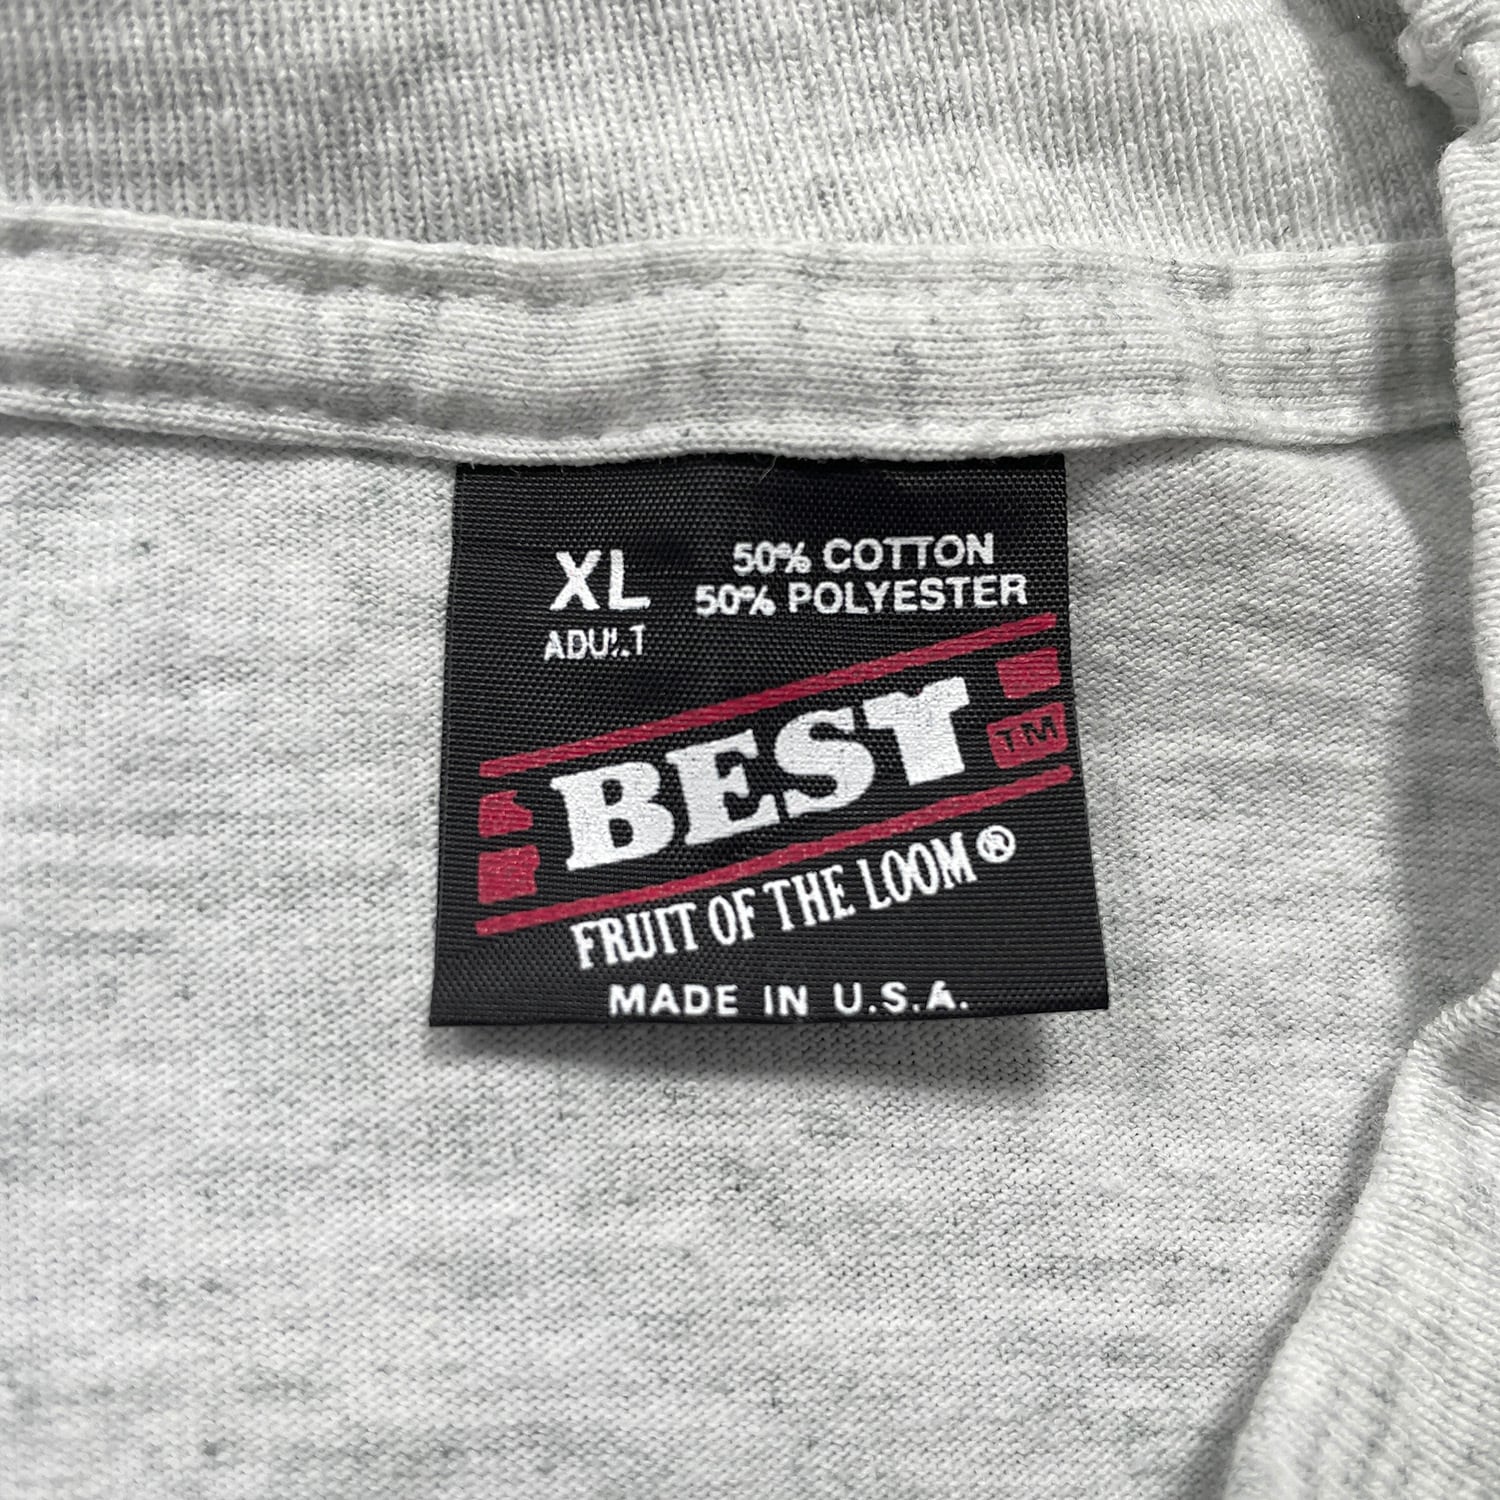 XL
ADULT
50% COTTON
50% POLYESTER
BEST
TM
FRUIT OF THE LOOM®
MADE IN U.S.A.